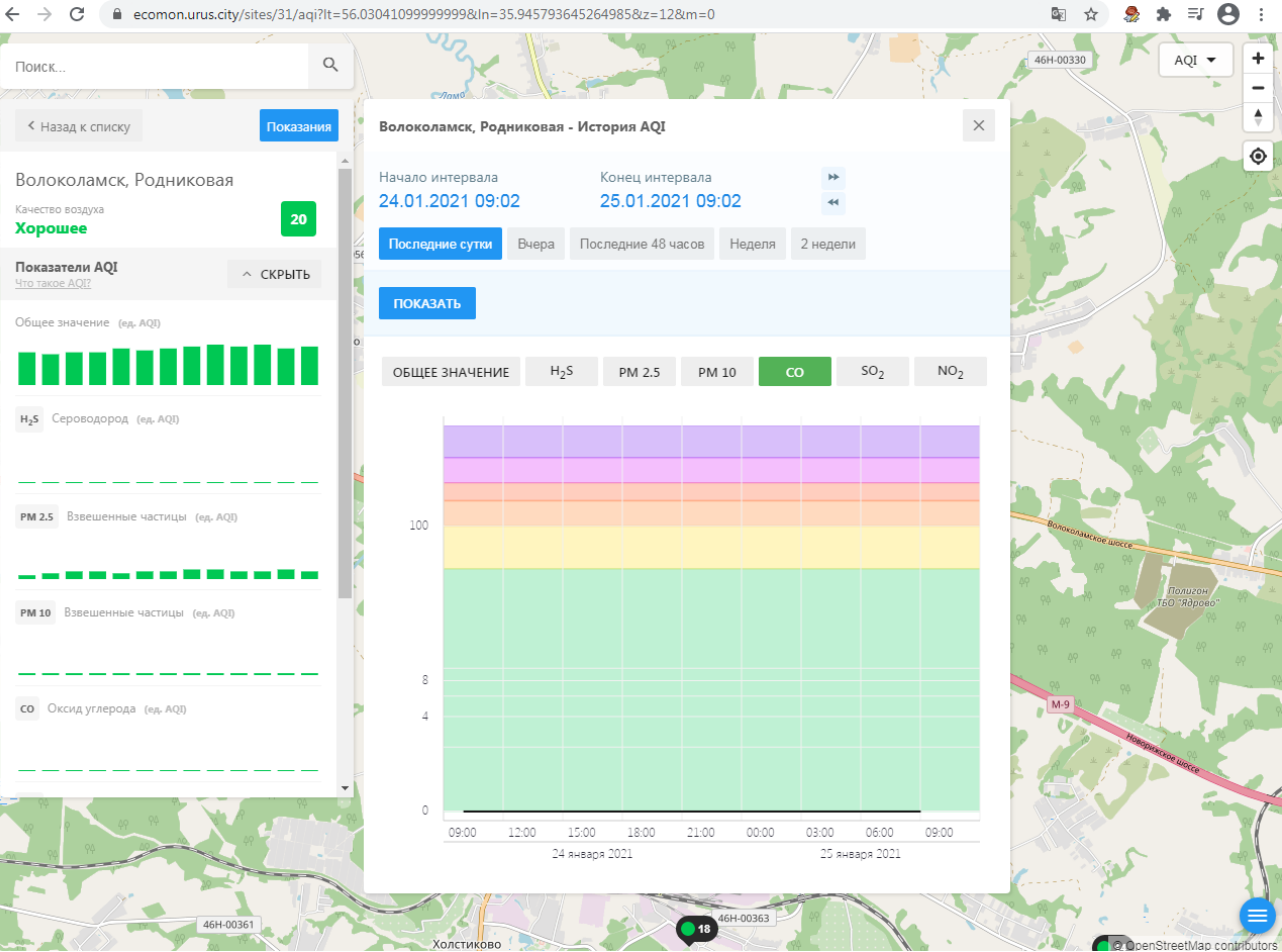 ecomon.urus.city/sites/31/aqi?lt=56.03041099999999&ln=35.945793645264985&z=12&m=0
Поиск...
46Н-00330
AQI
Назад к списку
Показания
Волоколамск, Родниковая
Качество воздуха
Хорошее
20
Показатели AQI
Что такое AQI?
СКРЫТЬ
Общее значение (ед. AQI)
H2S Сероводород (ед. AQI)
PM 2.5 Взвешенные частицы (ед. AQI)
PM 10 Взвешенные частицы (ед. AQI)
CO Оксид углерода (ед. AQI)
Волоколамск, Родниковая - История AQI
Начало интервала
24.01.2021 09:02
Конец интервала
25.01.2021 09:02
Последние сутки
Вчера
Последние 48 часов
Неделя
2 недели
ПОКАЗАТЬ
ОБЩЕЕ ЗНАЧЕНИЕ
H2S
PM 2.5
PM 10
CO
SO2
NO2
100
8
4
0
09:00 12:00 15:00 18:00 21:00 00:00 03:00 06:00 09:00
24 января 2021
25 января 2021
Волоколамское шоссе
Полигон
ТБО "Ядрово"
М-9
Новорижское шоссе
46Н-00361
18
46Н-00363
Холстиково
© OpenStreetMap contributors